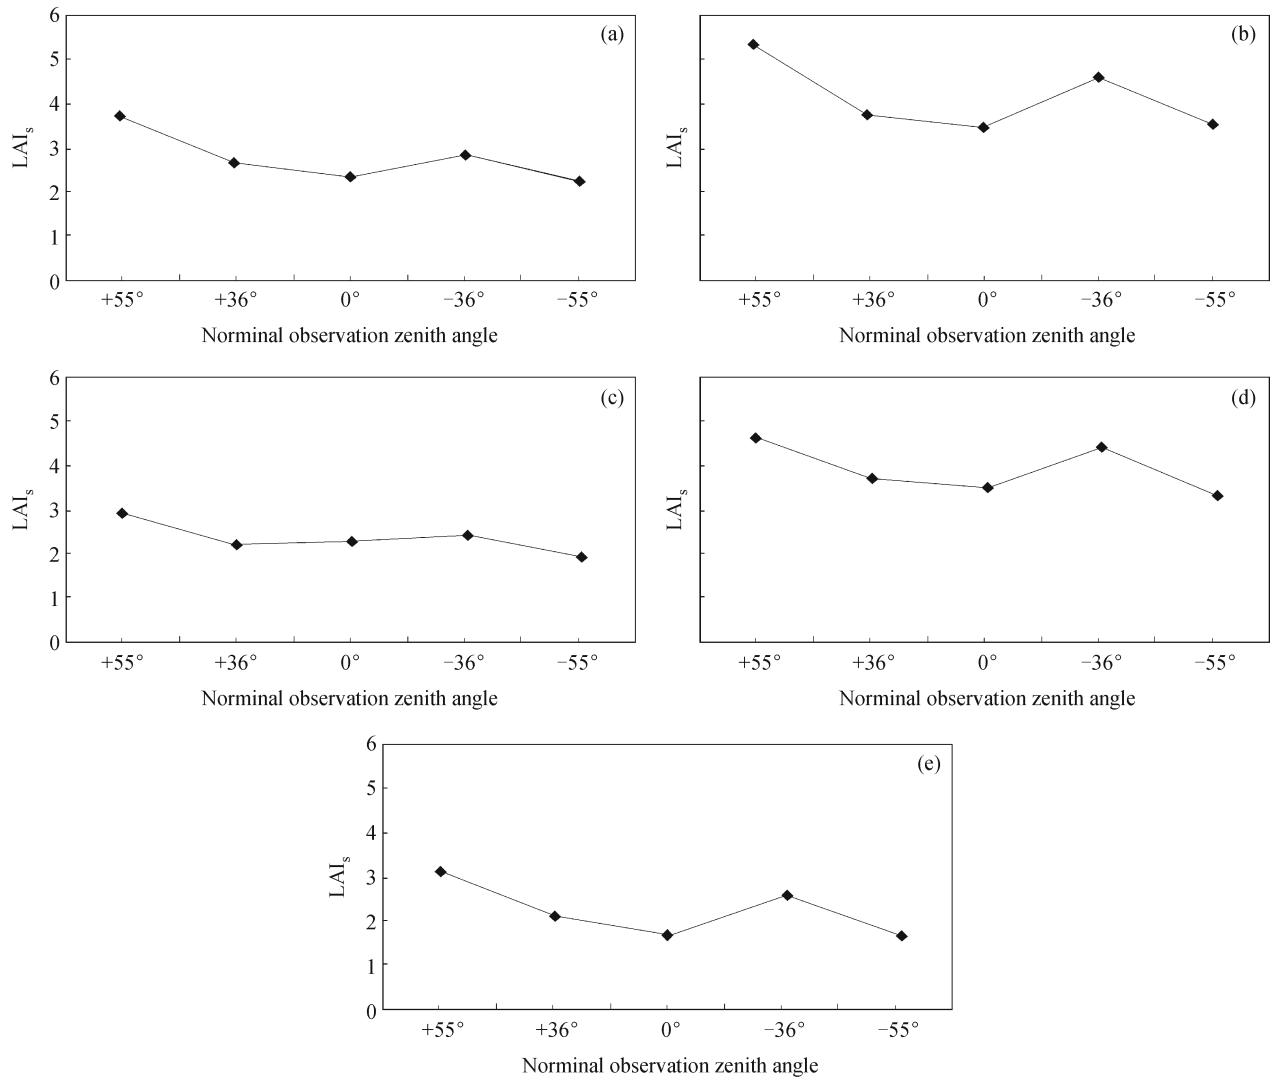 6
(a)
5
4
3
2
1
0
LAIs
+55° +36° 0° −36° −55°
Norminal observation zenith angle
(b)
LAIs
+55° +36° 0° −36° −55°
Norminal observation zenith angle
6
(c)
5
4
3
2
1
0
LAIs
+55° +36° 0° −36° −55°
Norminal observation zenith angle
(d)
LAIs
+55° +36° 0° −36° −55°
Norminal observation zenith angle
6
(e)
5
4
3
2
1
0
LAIs
+55° +36° 0° −36° −55°
Norminal observation zenith angle